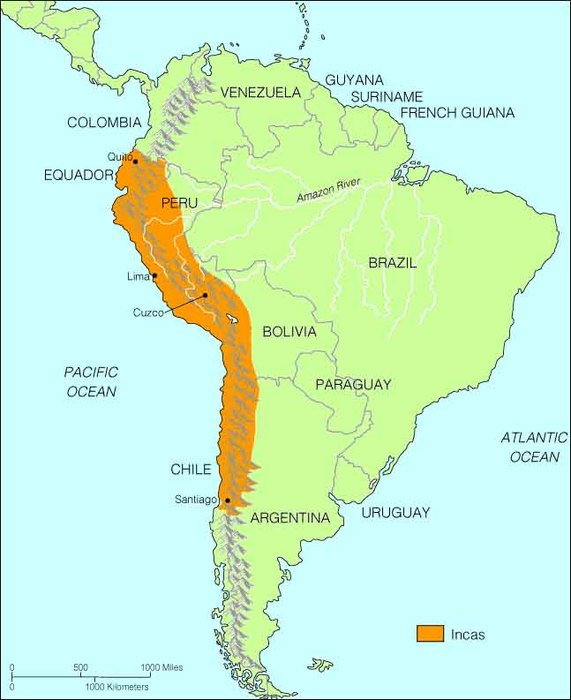 GUYANA
VENEZUELA
SURINAME
FRENCH GUIANA
COLOMBIA
Quito
EQUADOR
Amazon River
PERU
BRAZIL
Lima
Cuzco
BOLIVIA
PACIFIC
OCEAN
PARAGUAY
ATLANTIC
OCEAN
CHILE
Santiago
ARGENTINA
URUGUAY
Incas
0 500 1000 Miles
0 1000 Kilometers